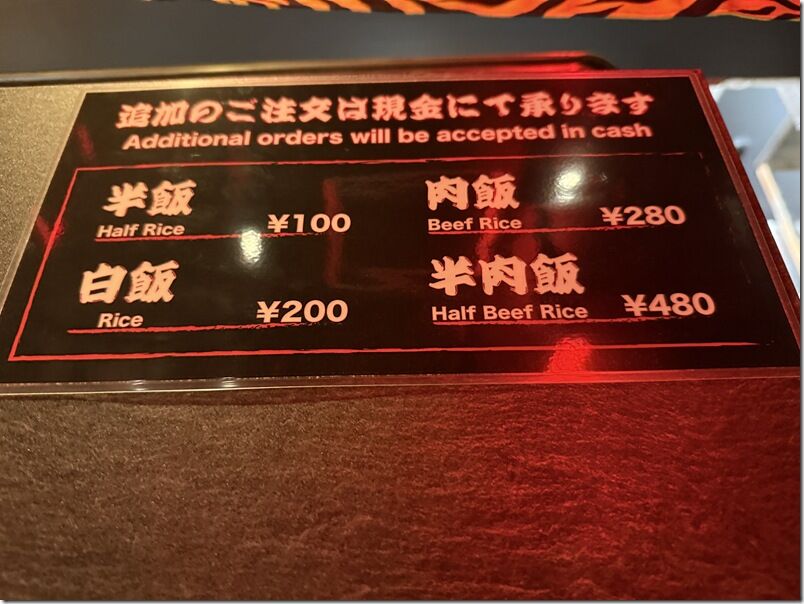 追加のご注文は現金にて承ります
Additional orders will be accepted in cash
半飯
Half Rice
¥100
肉飯
Beef Rice
¥280
白飯
Rice
¥200
半肉飯
Half Beef Rice
¥480